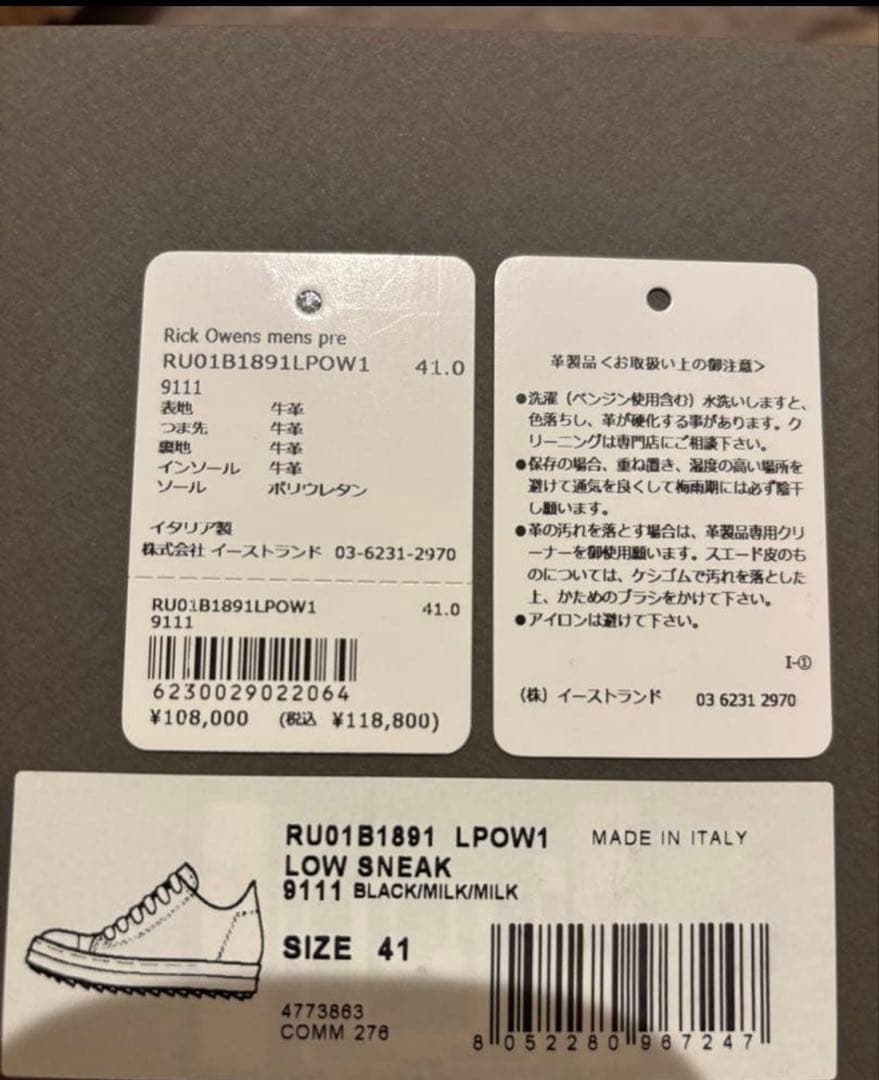 Rick Owens mens pre
RU01B1891LPOW1 41.0
9111
表地 牛革
つま先 牛革
裏地 牛革
インソール 牛革
ソール ポリウレタン
イタリア製
株式会社 イーストランド 03-6231-2970
RU01B1891LPOW1 41.0
9111
6230029022064
¥108,000 (税込 ¥118,800)
革製品<お取扱い上の御注意>
●洗濯（ベンジン使用含む）水洗いしますと、
色落ちし、革が硬化する事があります。ク
リーニングは専門店にご相談下さい。
●保存の場合、重ね置き、湿度の高い場所を
避けて通気を良くして梅雨期には必ず陰干
し願います。
●革の汚れを落とす場合は、革製品専用クリ
ーナーを御使用願います。スエード皮のも
のについては、ケシゴムで汚れを落とした
上、かためのブラシをかけて下さい。
●アイロンは避けて下さい。
I-①
（株）イーストランド 03 6231 2970
RU01B1891 LPOW1 MADE IN ITALY
LOW SNEAK
9111 BLACK/MILK/MILK
SIZE 41
4773863
COMM 276
8 052280 967247